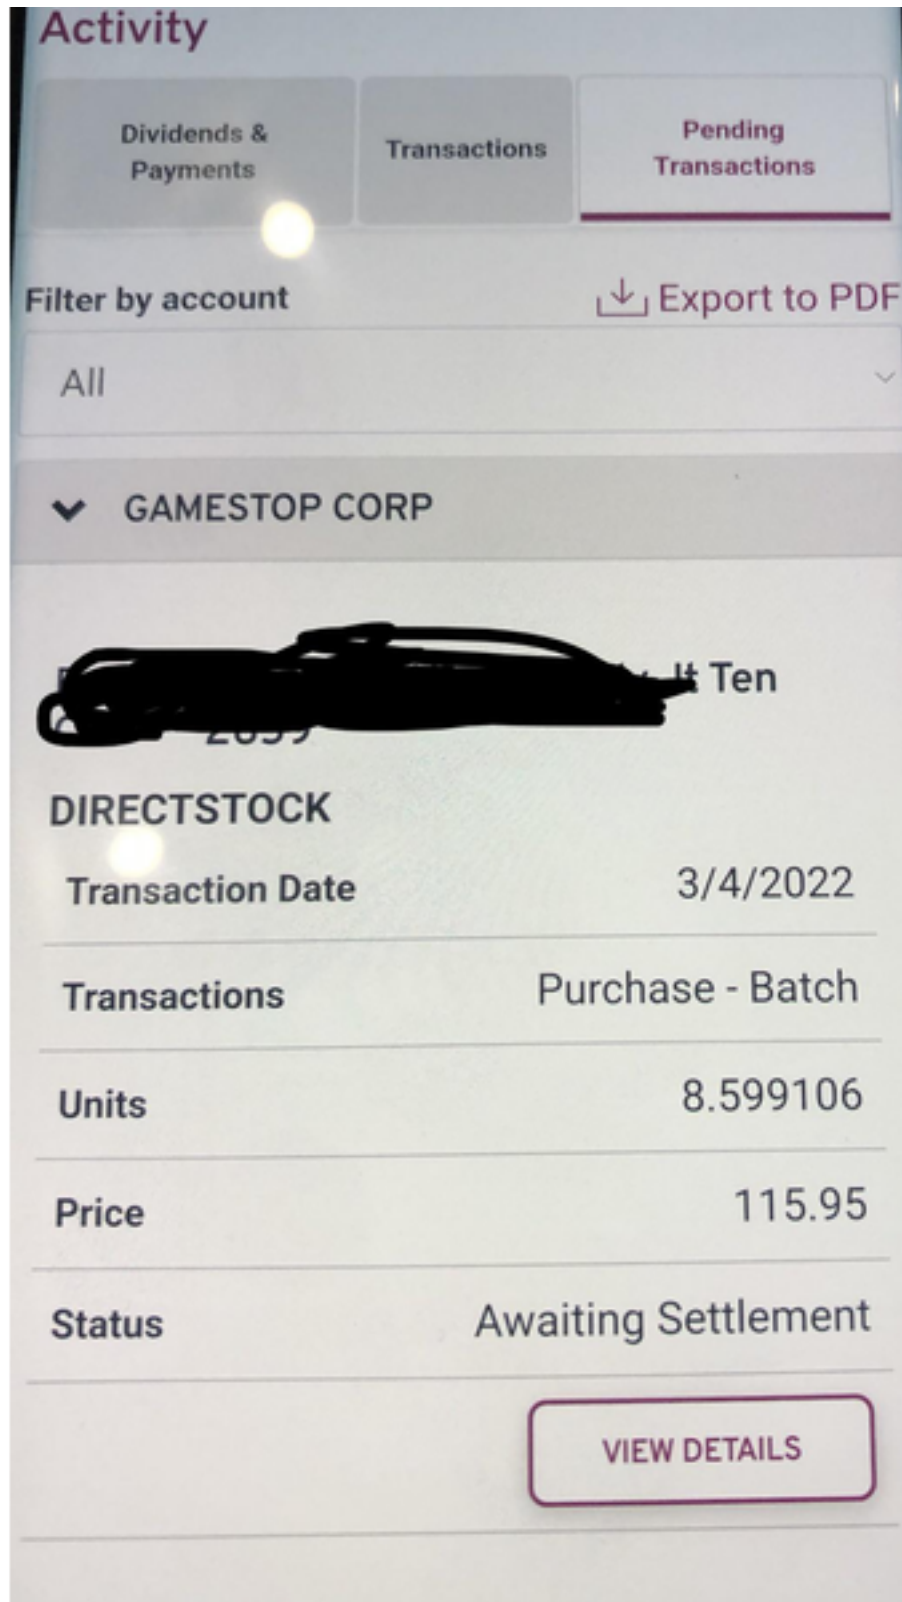 Activity
Dividends &
Payments
Transactions
Pending
Transactions
Filter by account
Export to PDF
All
GAMESTOP CORP
Jt Ten
DIRECTSTOCK
Transaction Date
3/4/2022
Transactions
Purchase - Batch
Units
8.599106
Price
115.95
Status
Awaiting Settlement
VIEW DETAILS